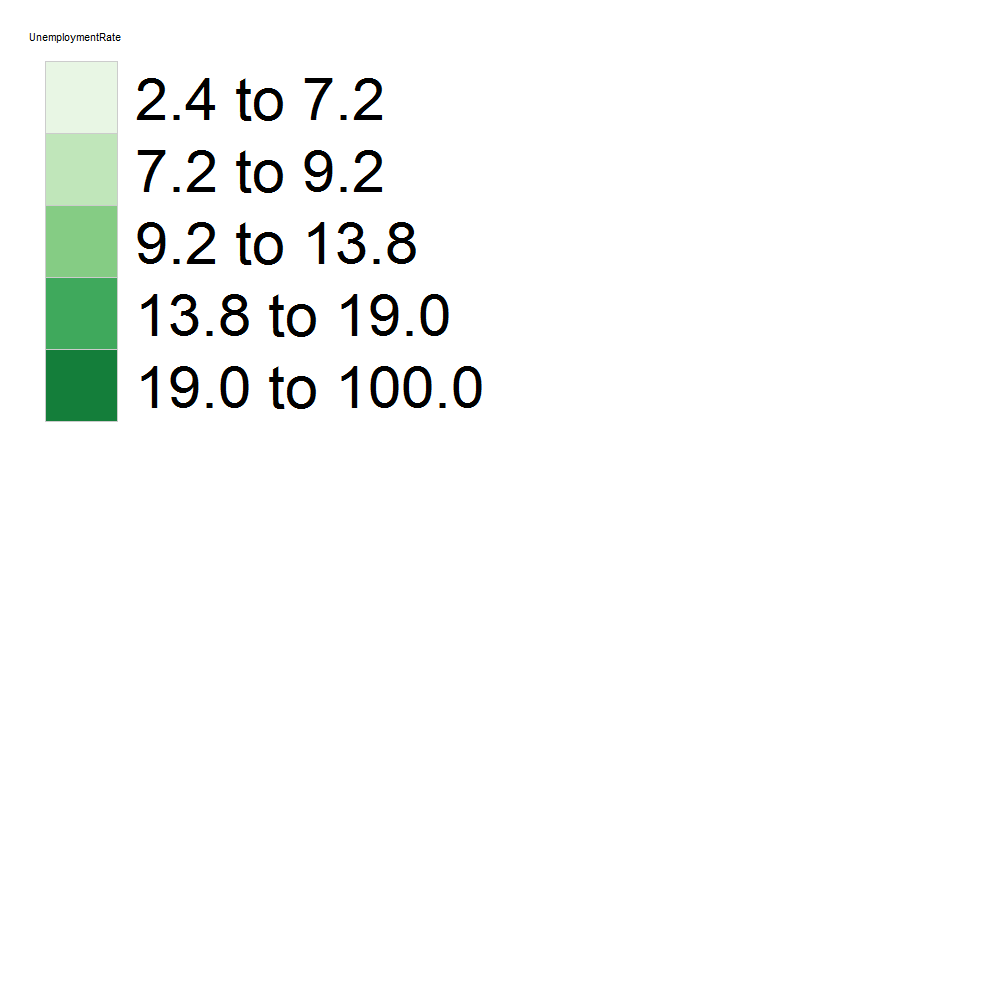 UnemploymentRate
2.4 to 7.2
7.2 to 9.2
9.2 to 13.8
13.8 to 19.0
19.0 to 100.0